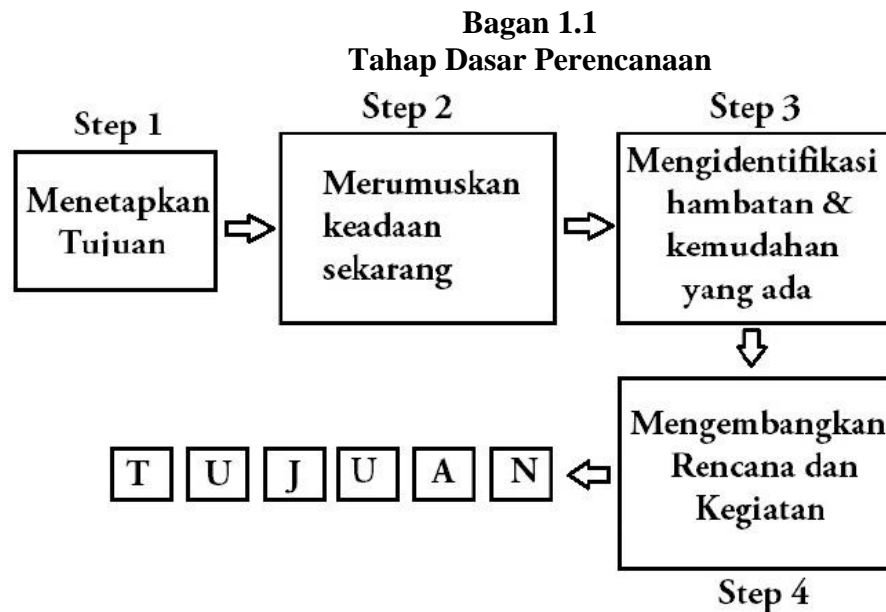 Bagan 1.1
Tahap Dasar Perencanaan
Step 1
Menetapkan
Tujuan
Step 2
Merumuskan
keadaan
sekarang
Step 3
Mengidentifikasi
hambatan &
kemudahan
yang ada
Mengembangkan
Rencana dan
Kegiatan
Step 4
T U J U A N